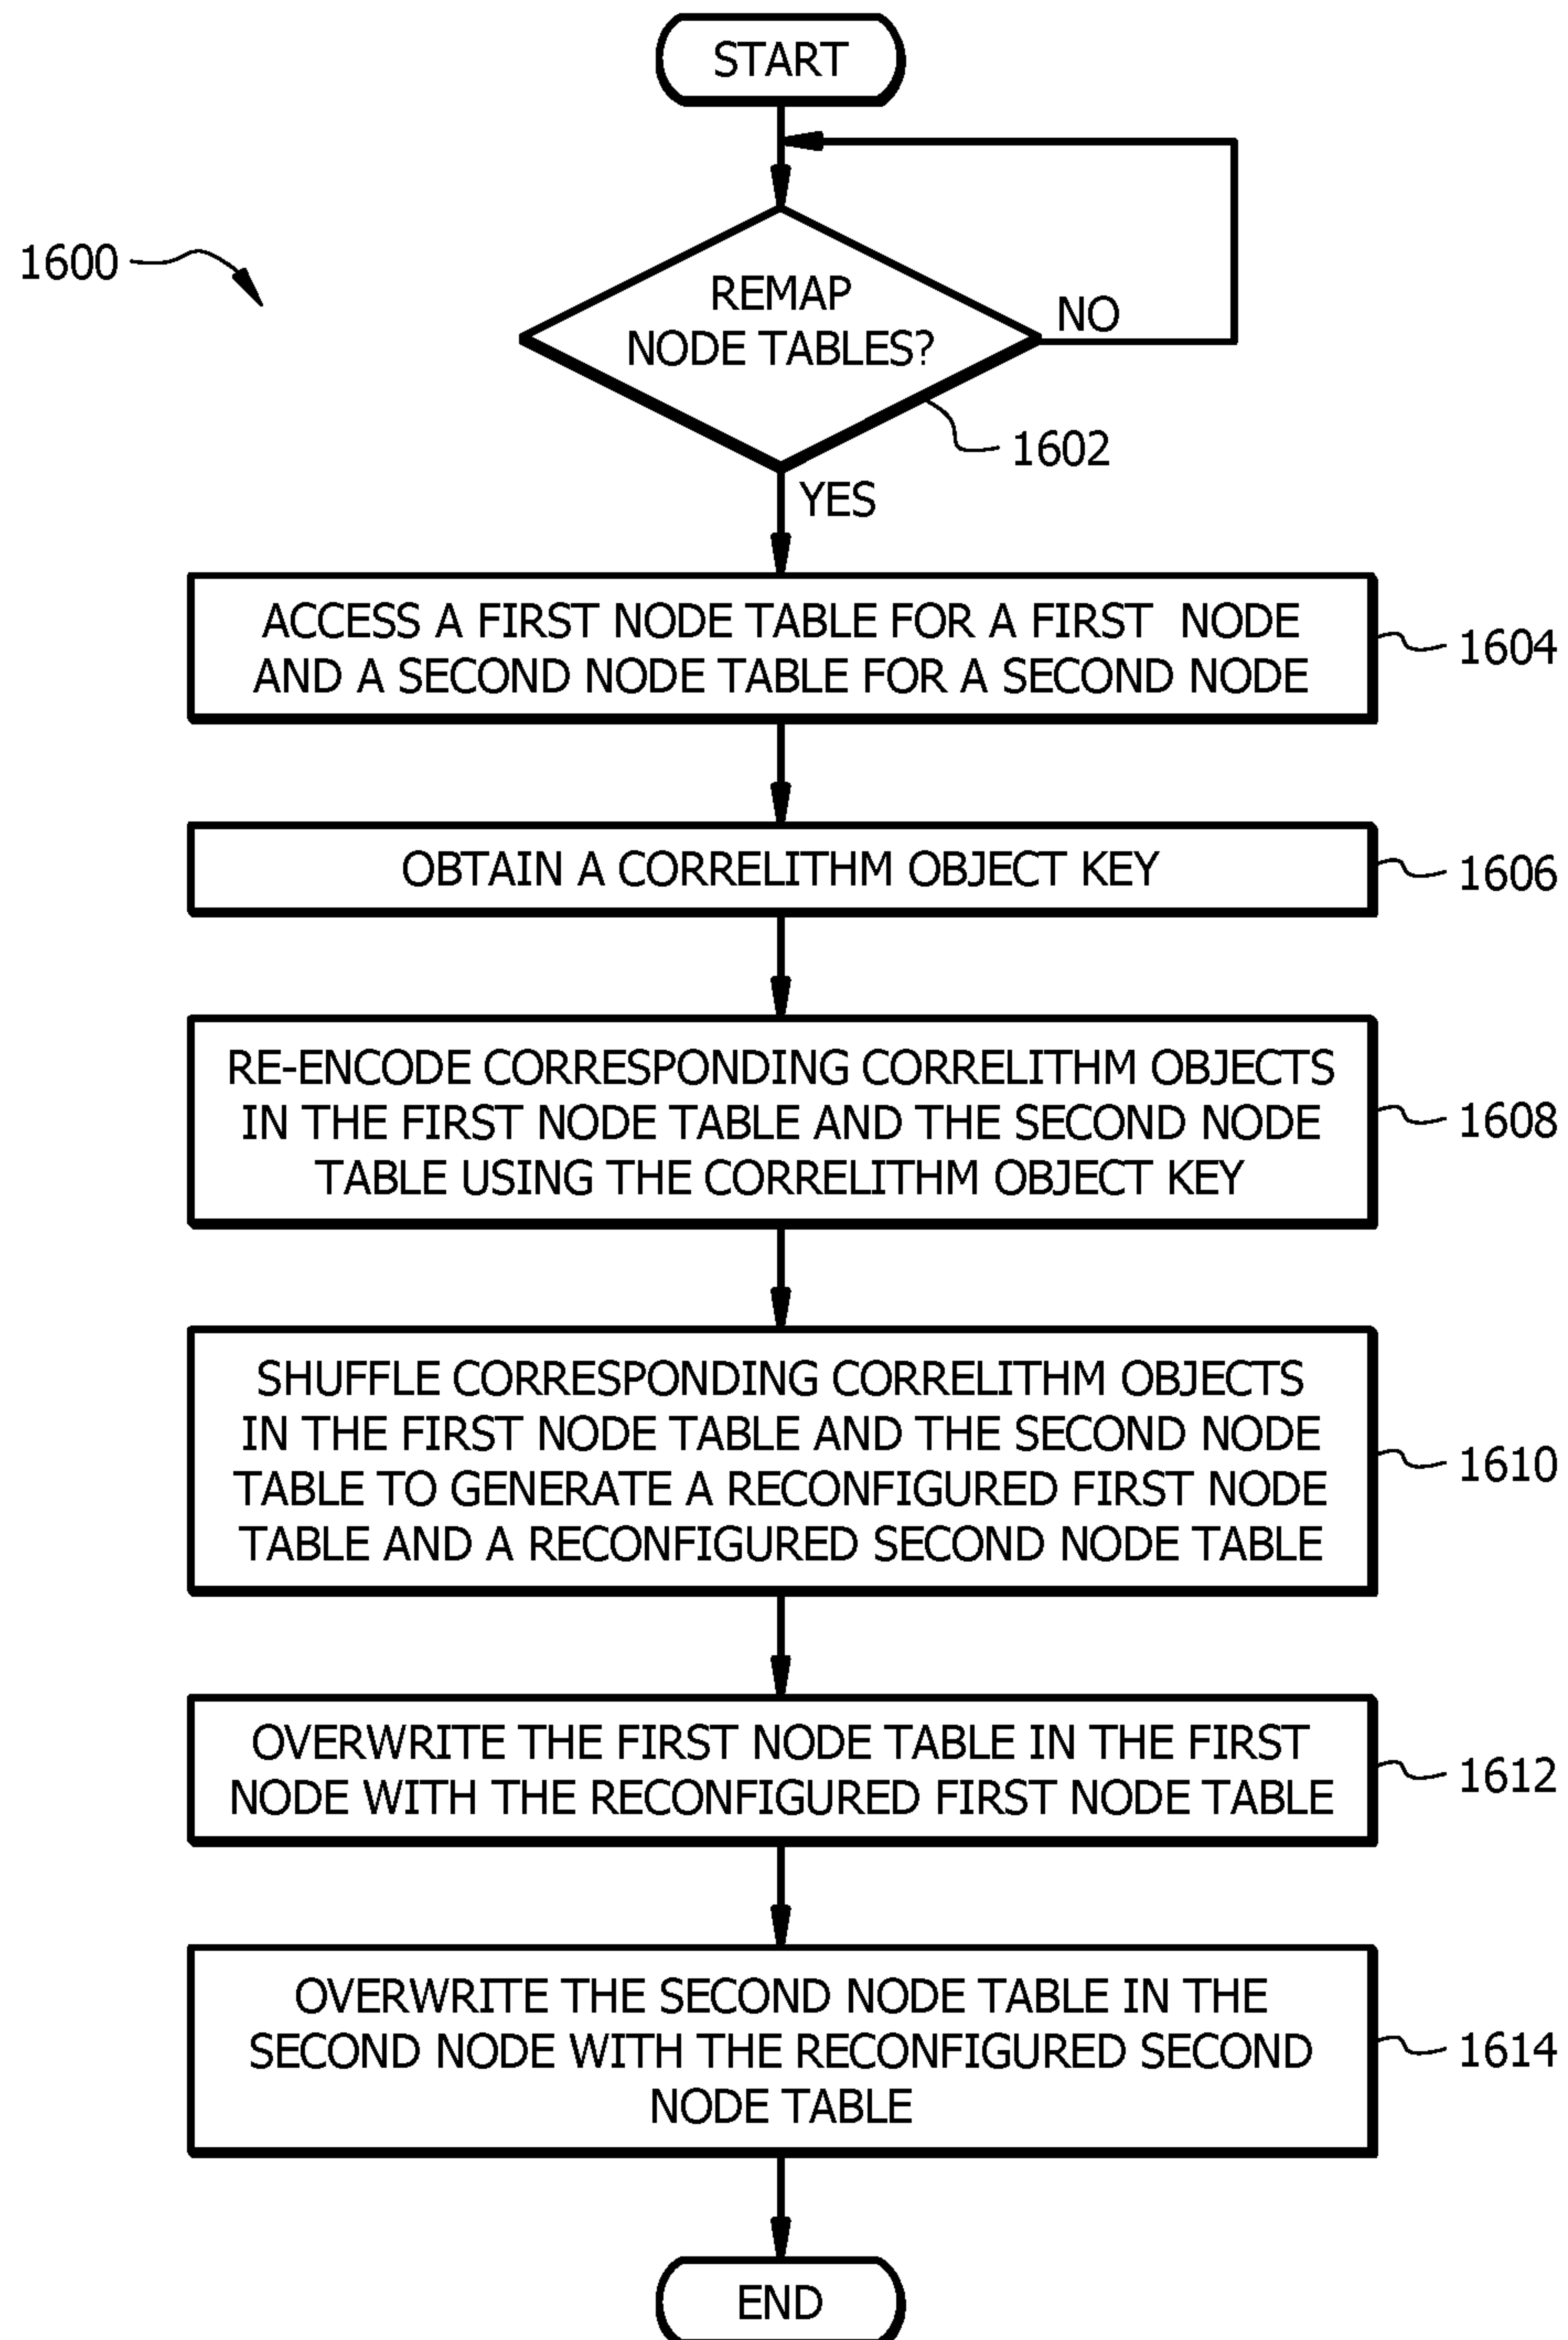 START
1600
REMAP
NODE TABLES?
NO
1602
YES
ACCESS A FIRST NODE TABLE FOR A FIRST NODE
AND A SECOND NODE TABLE FOR A SECOND NODE
1604
OBTAIN A CORRELITHM OBJECT KEY
1606
RE-ENCODE CORRESPONDING CORRELITHM OBJECTS
IN THE FIRST NODE TABLE AND THE SECOND NODE
TABLE USING THE CORRELITHM OBJECT KEY
1608
SHUFFLE CORRESPONDING CORRELITHM OBJECTS
IN THE FIRST NODE TABLE AND THE SECOND NODE
TABLE TO GENERATE A RECONFIGURED FIRST NODE
TABLE AND A RECONFIGURED SECOND NODE TABLE
1610
OVERWRITE THE FIRST NODE TABLE IN THE FIRST
NODE WITH THE RECONFIGURED FIRST NODE TABLE
1612
OVERWRITE THE SECOND NODE TABLE IN THE
SECOND NODE WITH THE RECONFIGURED SECOND
NODE TABLE
1614
END